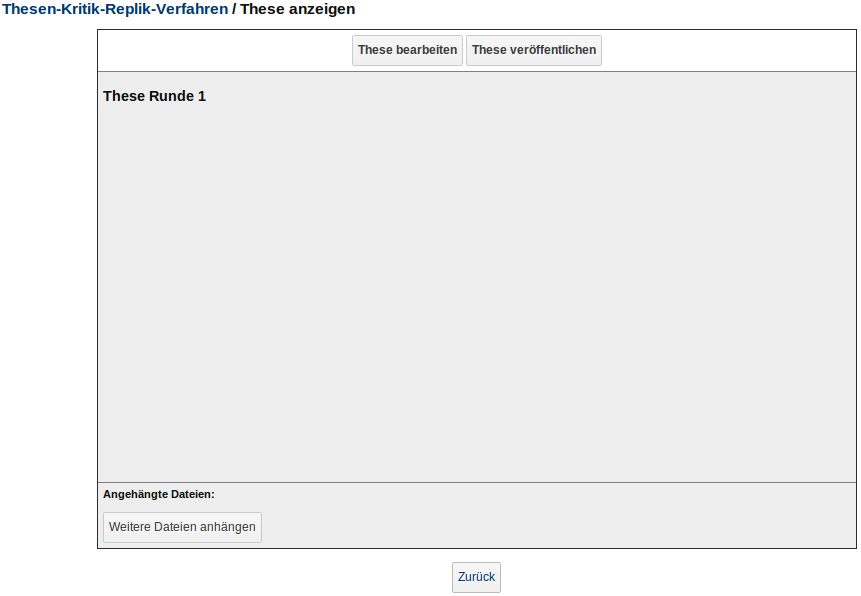 Thesen-Kritik-Replik-Verfahren / These anzeigen
These bearbeiten These veröffentlichen
These Runde 1
Angehängte Dateien:
Weitere Dateien anhängen
Zurück